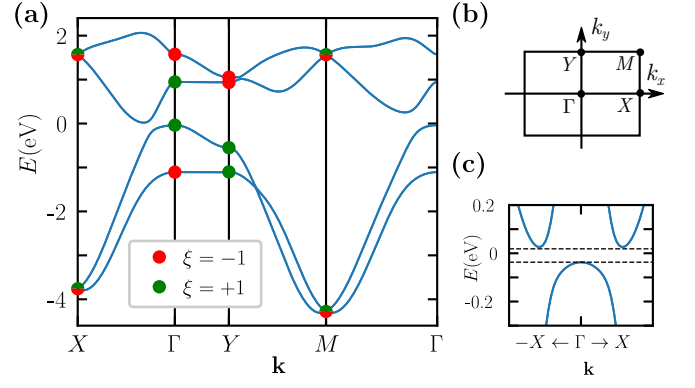 (a)
2
0
-2
-4
E(eV)
ξ = −1
ξ = +1
X Γ Y M Γ
k
(b)
k_y
Y M
k_x
Γ X
(c)
0.2
0
-0.2
E(eV)
−X ← Γ → X
k